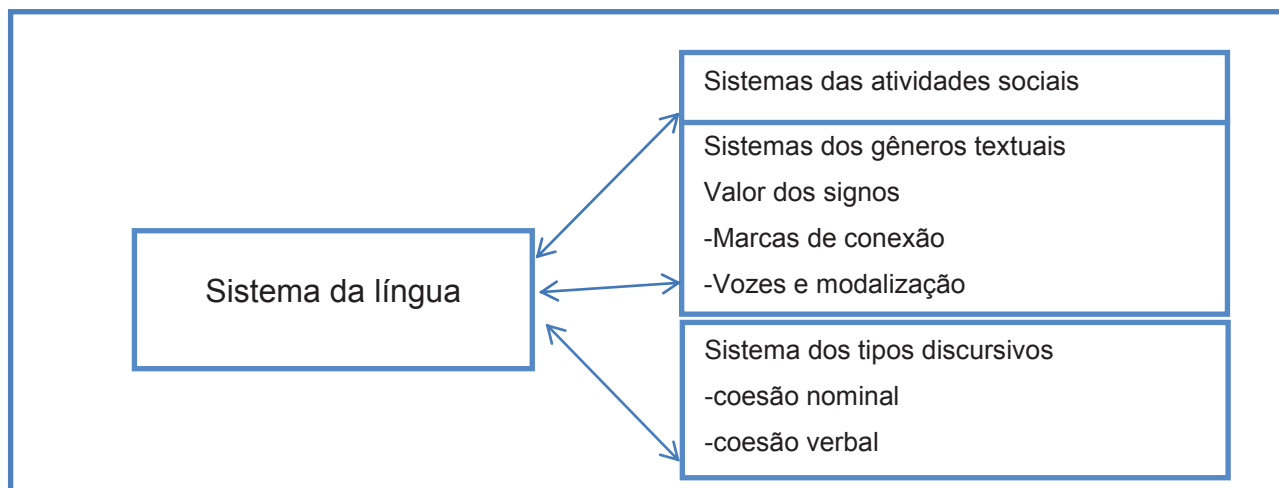 Sistemas das atividades sociais
Sistemas dos gêneros textuais
Valor dos signos
-Marcas de conexão
-Vozes e modalização
Sistema da língua
Sistema dos tipos discursivos
-coesão nominal
-coesão verbal